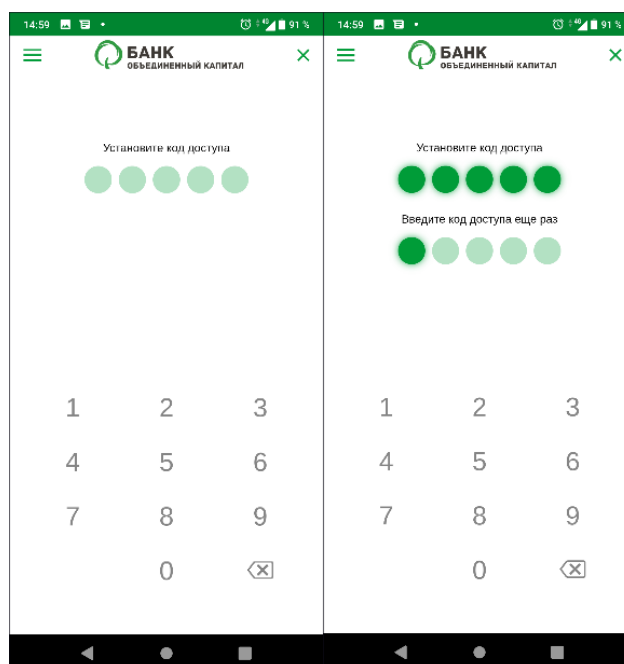 14:59
4G
91 %
БАНК
ОБЪЕДИНЕННЫЙ КАПИТАЛ
Установите код доступа
1 2 3
4 5 6
7 8 9
0
14:59
4G
91 %
БАНК
ОБЪЕДИНЕННЫЙ КАПИТАЛ
Установите код доступа
Введите код доступа еще раз
1 2 3
4 5 6
7 8 9
0